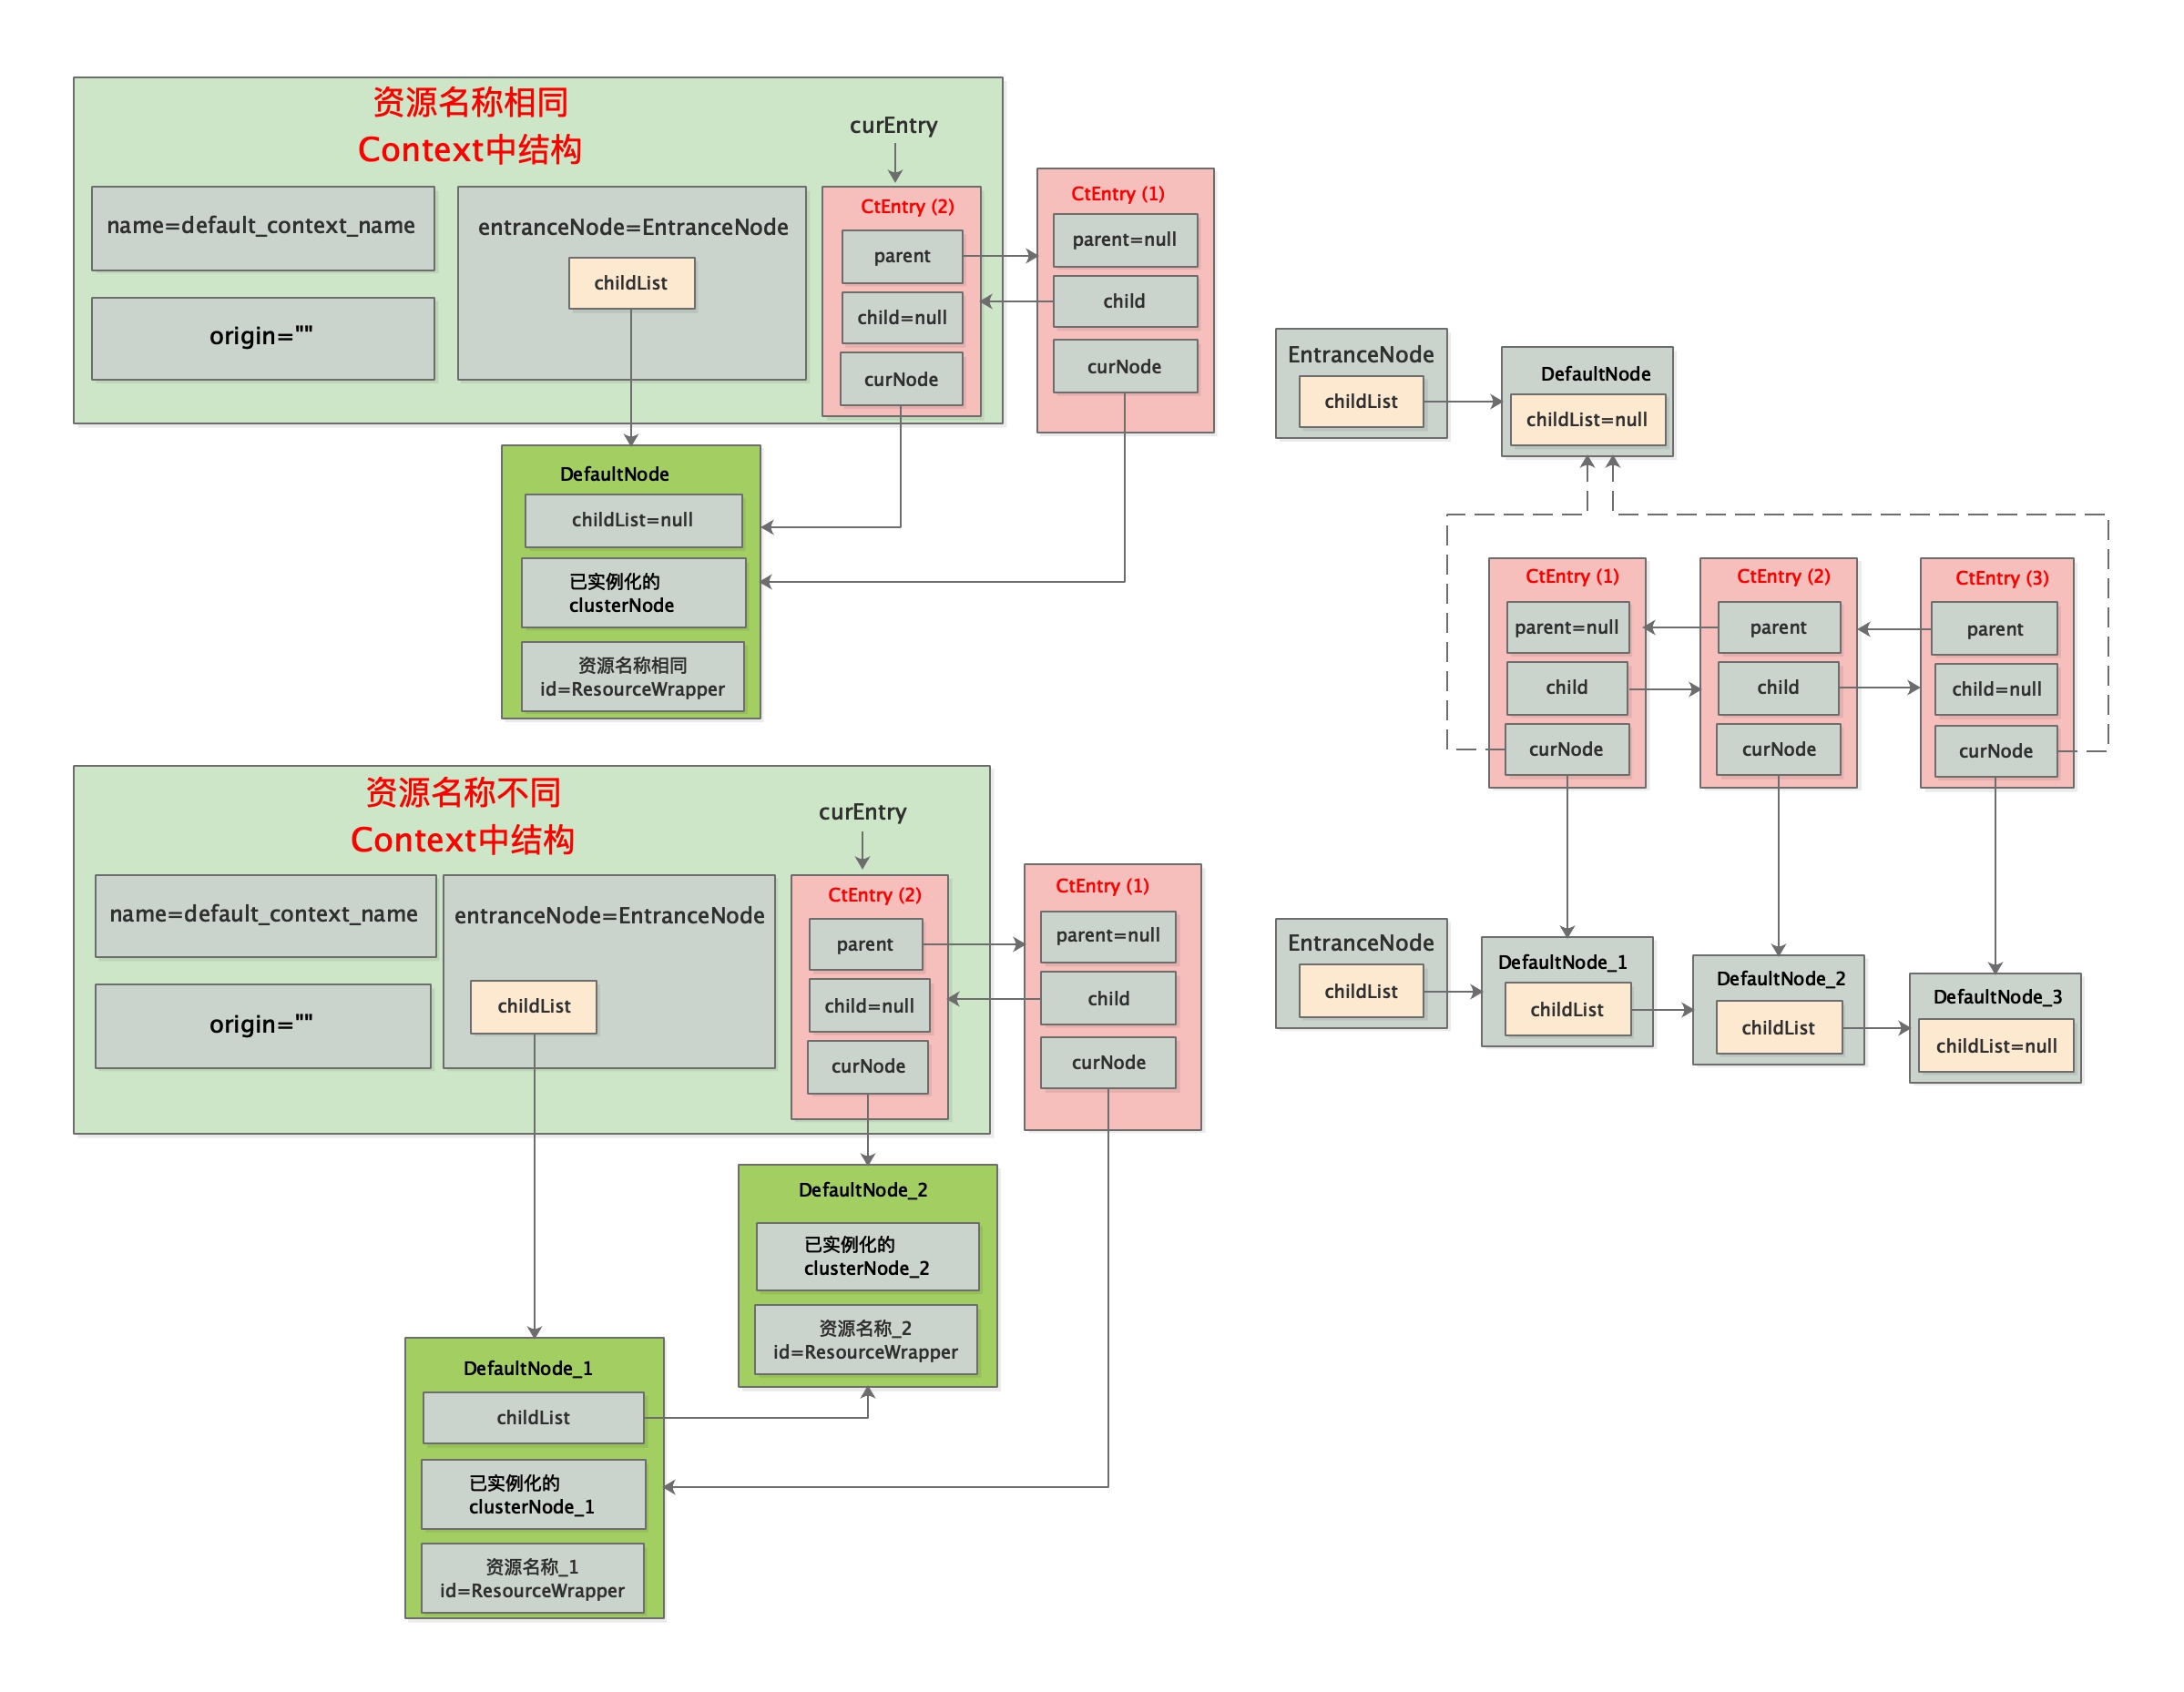 资源名称相同
Context中结构
curEntry
name=default_context_name
origin=""
entranceNode=EntranceNode
childList
CtEntry (2)
parent
child=null
curNode
CtEntry (1)
parent=null
child
curNode
DefaultNode
childList=null
已实例化的
clusterNode
资源名称相同
id=ResourceWrapper
资源名称不同
Context中结构
curEntry
name=default_context_name
origin=""
entranceNode=EntranceNode
childList
CtEntry (2)
parent
child=null
curNode
CtEntry (1)
parent=null
child
curNode
DefaultNode_2
已实例化的
clusterNode_2
资源名称_2
id=ResourceWrapper
DefaultNode_1
childList
已实例化的
clusterNode_1
资源名称_1
id=ResourceWrapper
EntranceNode
childList
DefaultNode
childList=null
CtEntry (1)
parent=null
child
curNode
CtEntry (2)
parent
child
curNode
CtEntry (3)
parent
child=null
curNode
EntranceNode
childList
DefaultNode_1
childList
DefaultNode_2
childList
DefaultNode_3
childList=null